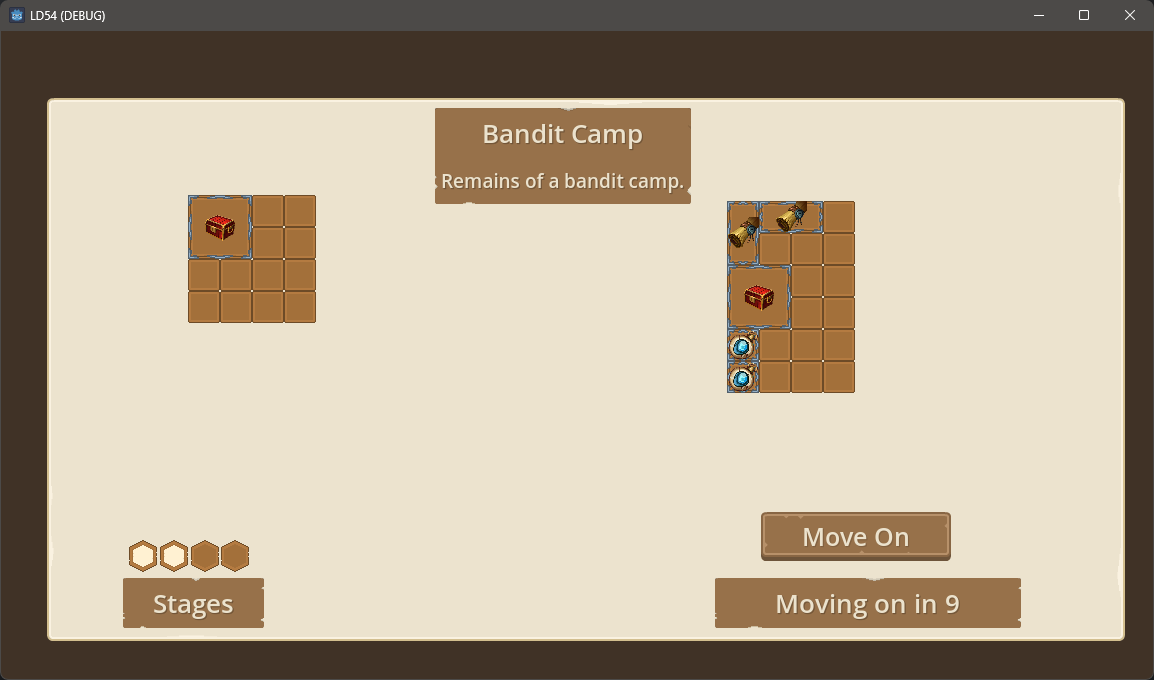 LD54 (DEBUG)
Bandit Camp
Remains of a bandit camp.
Move On
Stages
Moving on in 9